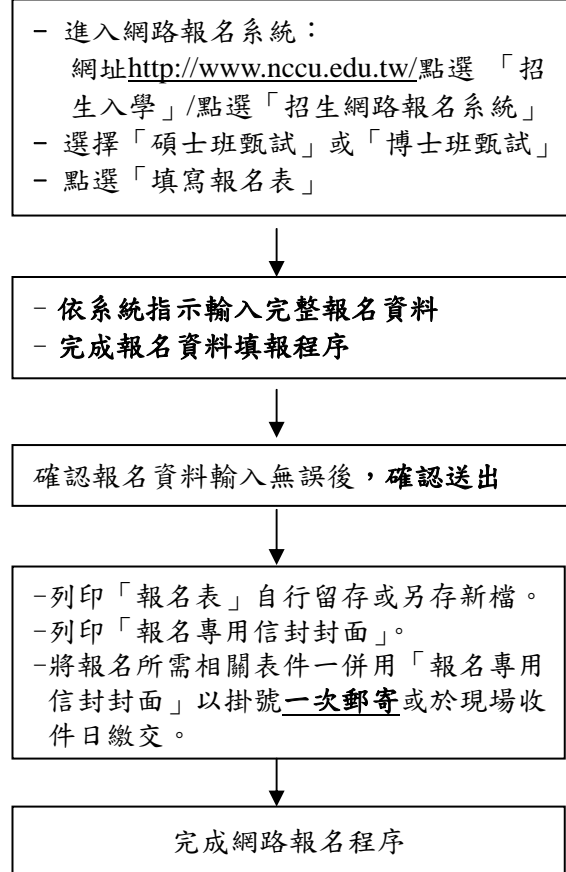 - 進入網路報名系統：
網址http://www.nccu.edu.tw/點選 「招
生入學」/點選「招生網路報名系統」
- 選擇「碩士班甄試」或「博士班甄試」
- 點選「填寫報名表」
- 依系統指示輸入完整報名資料
- 完成報名資料填報程序
確認報名資料輸入無誤後，確認送出
-列印「報名表」自行留存或另存新檔。
-列印「報名專用信封封面」。
-將報名所需相關表件一併用「報名專用
信封封面」以掛號一次郵寄或於現場收
件日繳交。
完成網路報名程序